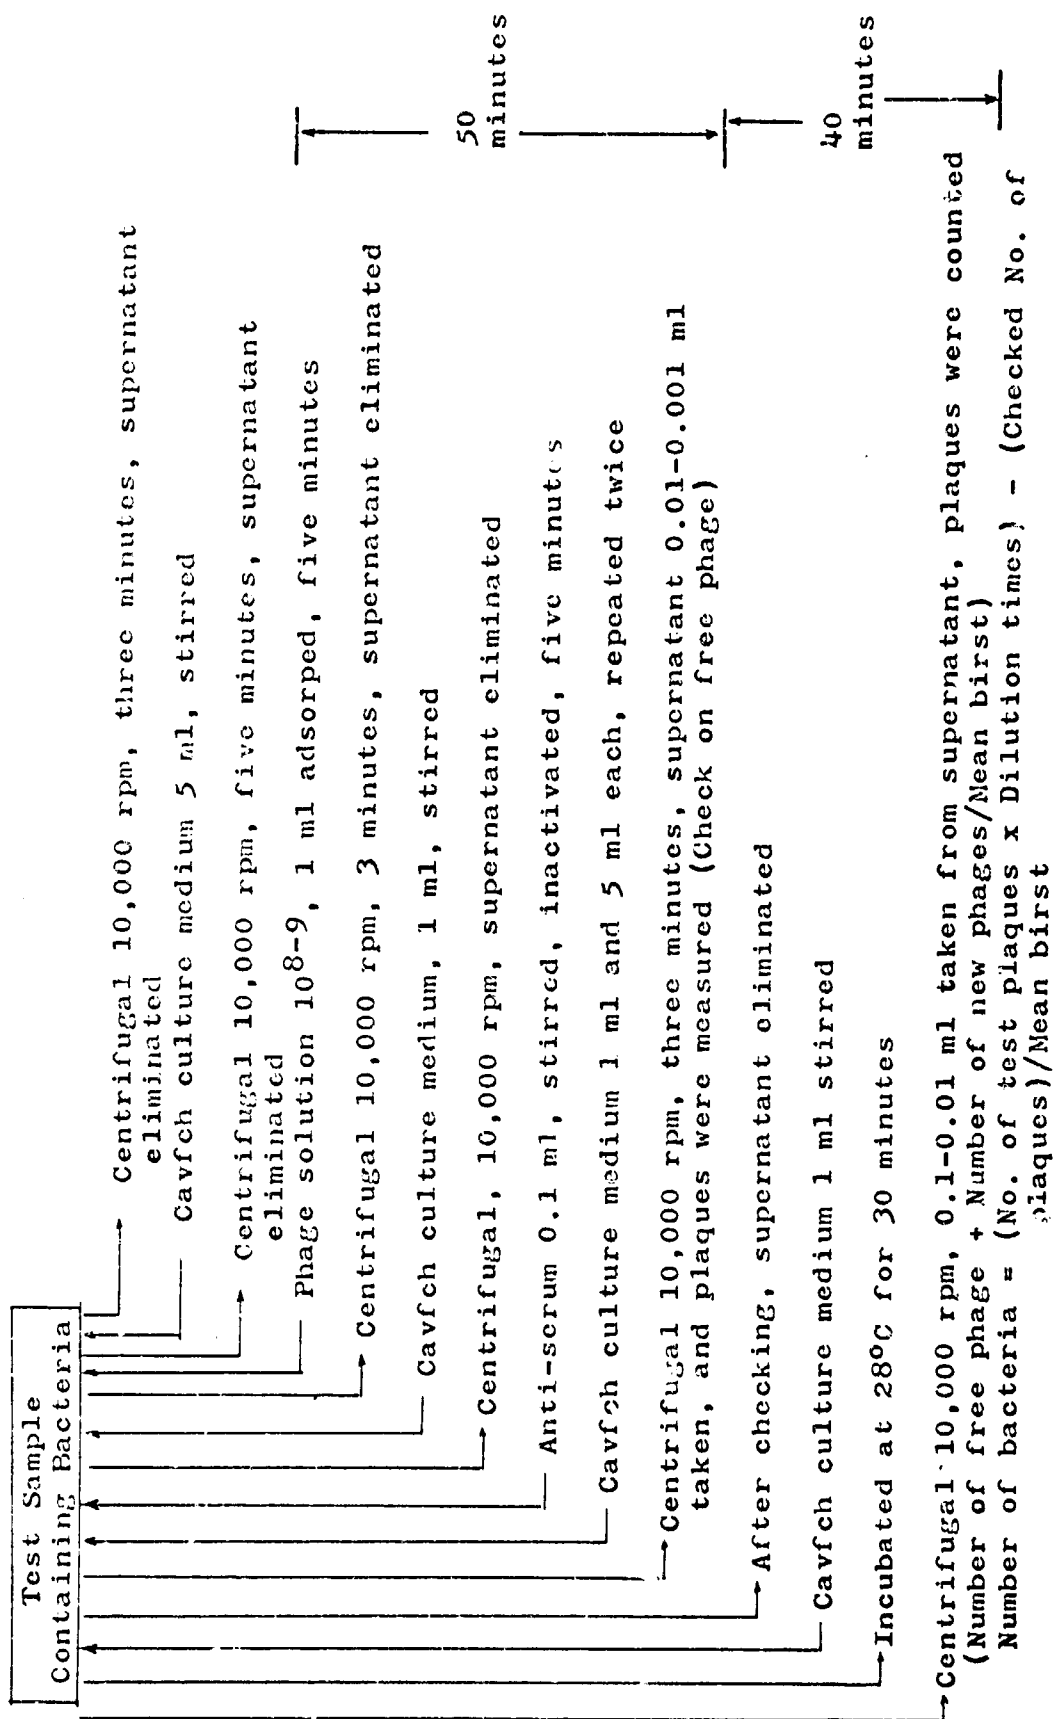 Test Sample
Containing Bacteria
Centrifugal 10,000 rpm, three minutes, supernatant
eliminated
Cavfch culture medium 5 ml, stirred
Centrifugal 10,000 rpm, five minutes, supernatant
eliminated
Phage solution 10⁸⁻⁹, 1 ml adsorped, five minutes
Centrifugal 10,000 rpm, 3 minutes, supernatant eliminated
Cavfch culture medium, 1 ml, stirred
Centrifugal, 10,000 rpm, supernatant eliminated
Anti-serum 0.1 ml, stirred, inactivated, five minutes
Cavfch culture medium 1 ml and 5 ml each, repeated twice
Centrifugal 10,000 rpm, three minutes, supernatant 0.01-0.001 ml
taken, and plaques were measured (Check on free phage)
After checking, supernatant eliminated
Cavfch culture medium 1 ml stirred
Incubated at 28°C for 30 minutes
Centrifugal 10,000 rpm, 0.1-0.01 ml taken from supernatant, plaques were counted
(Number of free phage + Number of new phages/Mean birst)
Number of bacteria = (No. of test plaques x Dilution times) - (Checked No. of
plaques)/Mean birst
50
minutes
40
minutes